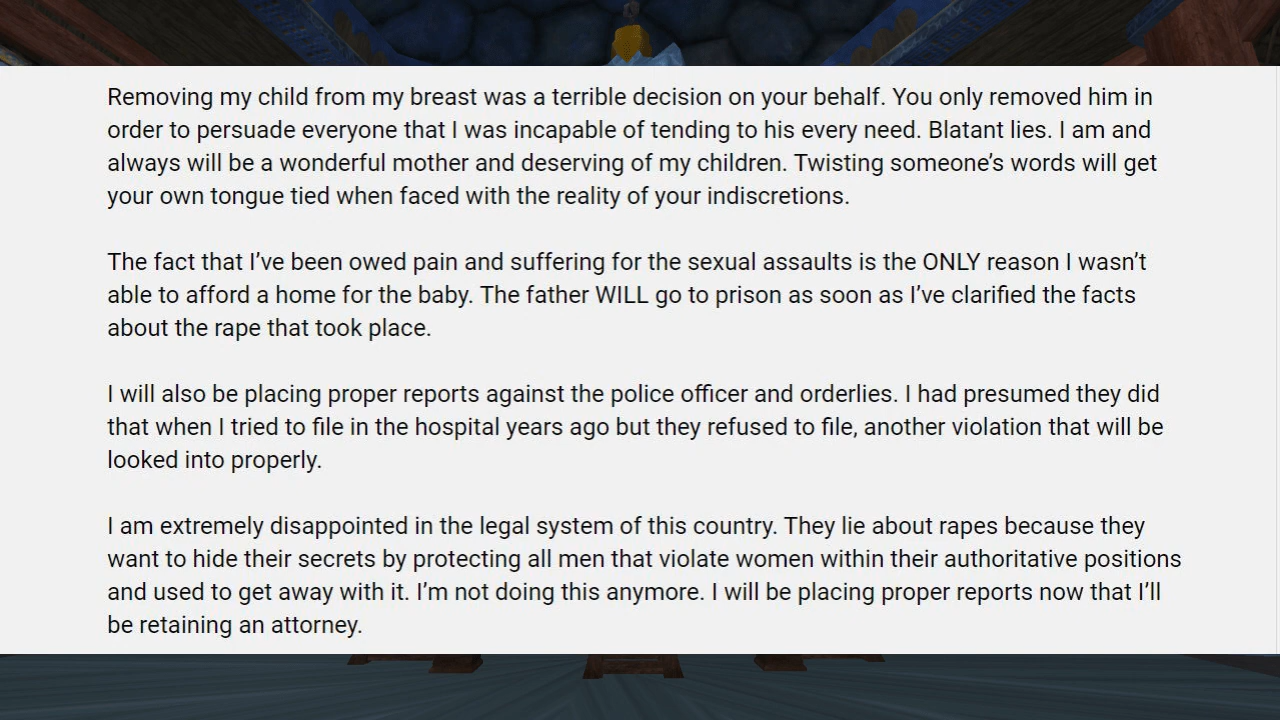 Removing my child from my breast was a terrible decision on your behalf. You only removed him in
order to persuade everyone that I was incapable of tending to his every need. Blatant lies. I am and
always will be a wonderful mother and deserving of my children. Twisting someone’s words will get
your own tongue tied when faced with the reality of your indiscretions.
The fact that I’ve been owed pain and suffering for the sexual assaults is the ONLY reason I wasn’t
able to afford a home for the baby. The father WILL go to prison as soon as I’ve clarified the facts
about the rape that took place.
I will also be placing proper reports against the police officer and orderlies. I had presumed they did
that when I tried to file in the hospital years ago but they refused to file, another violation that will be
looked into properly.
I am extremely disappointed in the legal system of this country. They lie about rapes because they
want to hide their secrets by protecting all men that violate women within their authoritative positions
and used to get away with it. I’m not doing this anymore. I will be placing proper reports now that I’ll
be retaining an attorney.